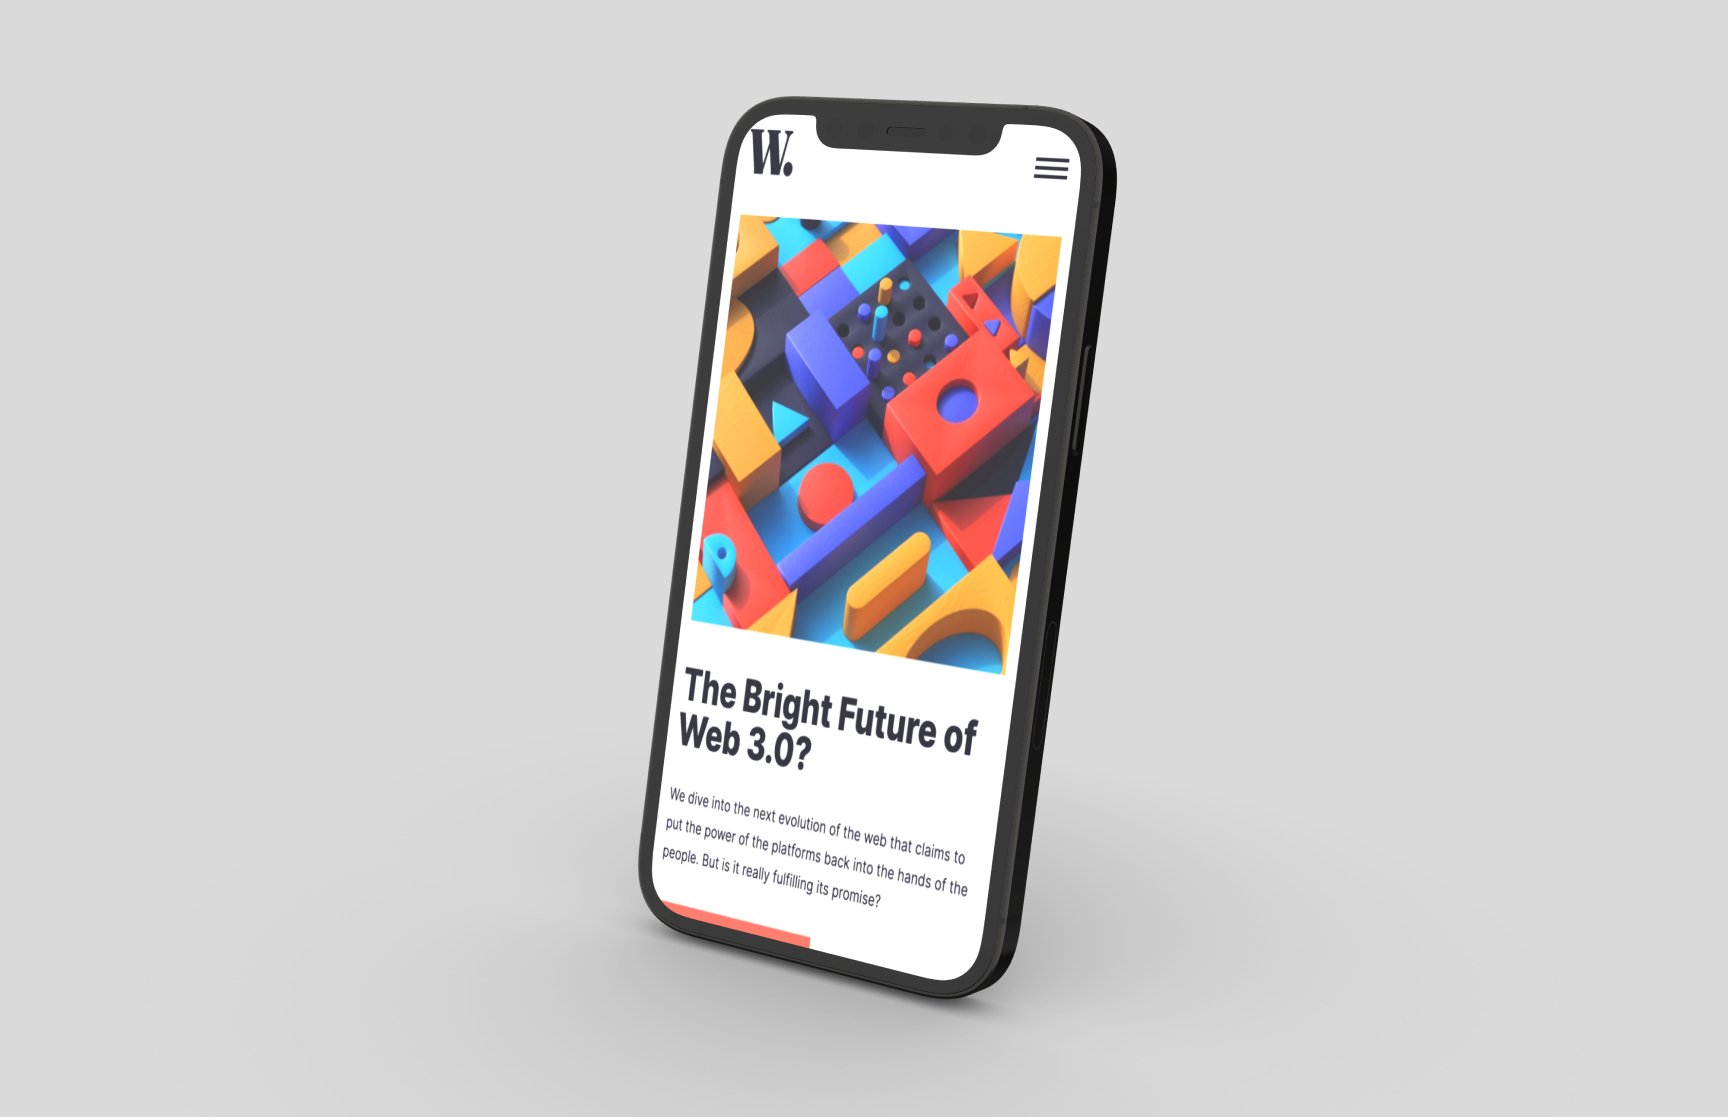 W.
The Bright Future of
Web 3.0?
We dive into the next evolution of the web that claims to
put the power of the platforms back into the hands of the
people. But is it really fulfilling its promise?